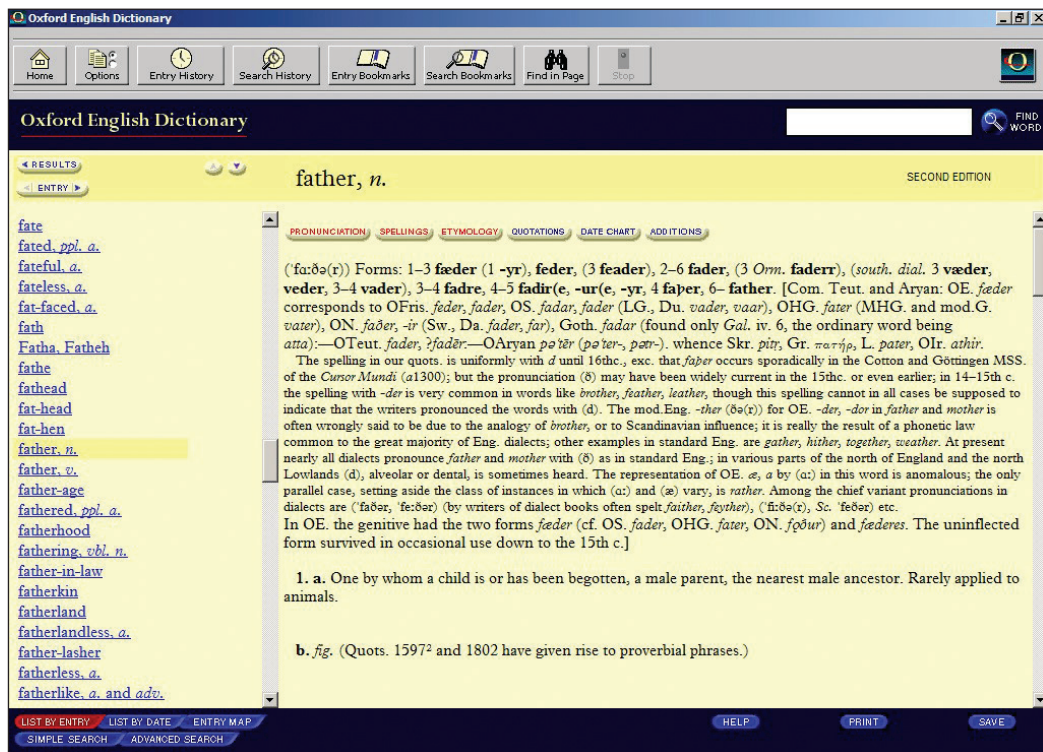 Oxford English Dictionary
Home Options Entry History Search History Entry Bookmarks Search Bookmarks Find in Page Stop
Oxford English Dictionary
FIND WORD
RESULTS
ENTRY
father, n.
SECOND EDITION
fate
fated, ppl. a.
fateful, a.
fateless, a.
fat-faced, a.
fath
Fatha, Fatheh
fathe
fathead
fat-head
fat-hen
father, n.
father, v.
father-age
fathered, ppl. a.
fatherhood
fathering, vbl. n.
father-in-law
fatherkin
fatherland
fatherlandless, a.
father-lasher
fatherless, a.
fatherlike, a. and adv.
PRONUNCIATION SPELLINGS ETYMOLOGY QUOTATIONS DATE CHART ADDITIONS
(ˈfɑːðə(r)) Forms: 1–3 fæder (1 -yr), feder, (3 feader), 2–6 fader, (3 Orm. faderr), (south. dial. 3 væder,
veder, 3–4 vader), 3–4 fadre, 4–5 fadir(e, -ur(e, -yr, 4 faþer, 6– father. [Com. Teut. and Aryan: OE. fæder
corresponds to OFris. feder, fader, OS. fadar, fader (LG., Du. vader, vaar), OHG. fater (MHG. and mod.G.
vater), ON. faðer, -ir (Sw., Da. fader, far), Goth. fadar (found only Gal. iv. 6, the ordinary word being
atta):—OTeut. fader, ?fadēr.—OAryan pəˈtēr (pəˈter-, pətr-). whence Skr. pitṛ, Gr. πατήρ, L. pater, OIr. athir.
The spelling in our quots. is uniformly with d until 16thc., exc. that faþer occurs sporadically in the Cotton and Göttingen MSS.
of the Cursor Mundi (a1300); but the pronunciation (ð) may have been widely current in the 15thc. or even earlier; in 14–15th c.
the spelling with -der is very common in words like brother, feather, leather, though this spelling cannot in all cases be supposed to
indicate that the writers pronounced the words with (d). The mod.Eng. -ther (ðə(r)) for OE. -der, -dor in father and mother is
often wrongly said to be due to the analogy of brother, or to Scandinavian influence; it is really the result of a phonetic law
common to the great majority of Eng. dialects; other examples in standard Eng. are gather, hither, together, weather. At present
nearly all dialects pronounce father and mother with (ð) as in standard Eng.; in various parts of the north of England and the north
Lowlands (d), alveolar or dental, is sometimes heard. The representation of OE. æ, a by (ɑː) in this word is anomalous; the only
parallel case, setting aside the class of instances in which (ɑː) and (æ) vary, is rather. Among the chief variant pronunciations in
dialects are (ˈfaðər, ˈfeːðər) (by writers of dialect books often spelt faither, feyther), (ˈfiːðə(r), Sc. ˈfeðər) etc.
In OE. the genitive had the two forms fæder (cf. OS. fader, OHG. fater, ON. fǫður) and fæderes. The uninflected
form survived in occasional use down to the 15th c.]
1. a. One by whom a child is or has been begotten, a male parent, the nearest male ancestor. Rarely applied to
animals.
b. fig. (Quots. 1597² and 1802 have given rise to proverbial phrases.)
LIST BY ENTRY LIST BY DATE ENTRY MAP HELP PRINT SAVE
SIMPLE SEARCH ADVANCED SEARCH